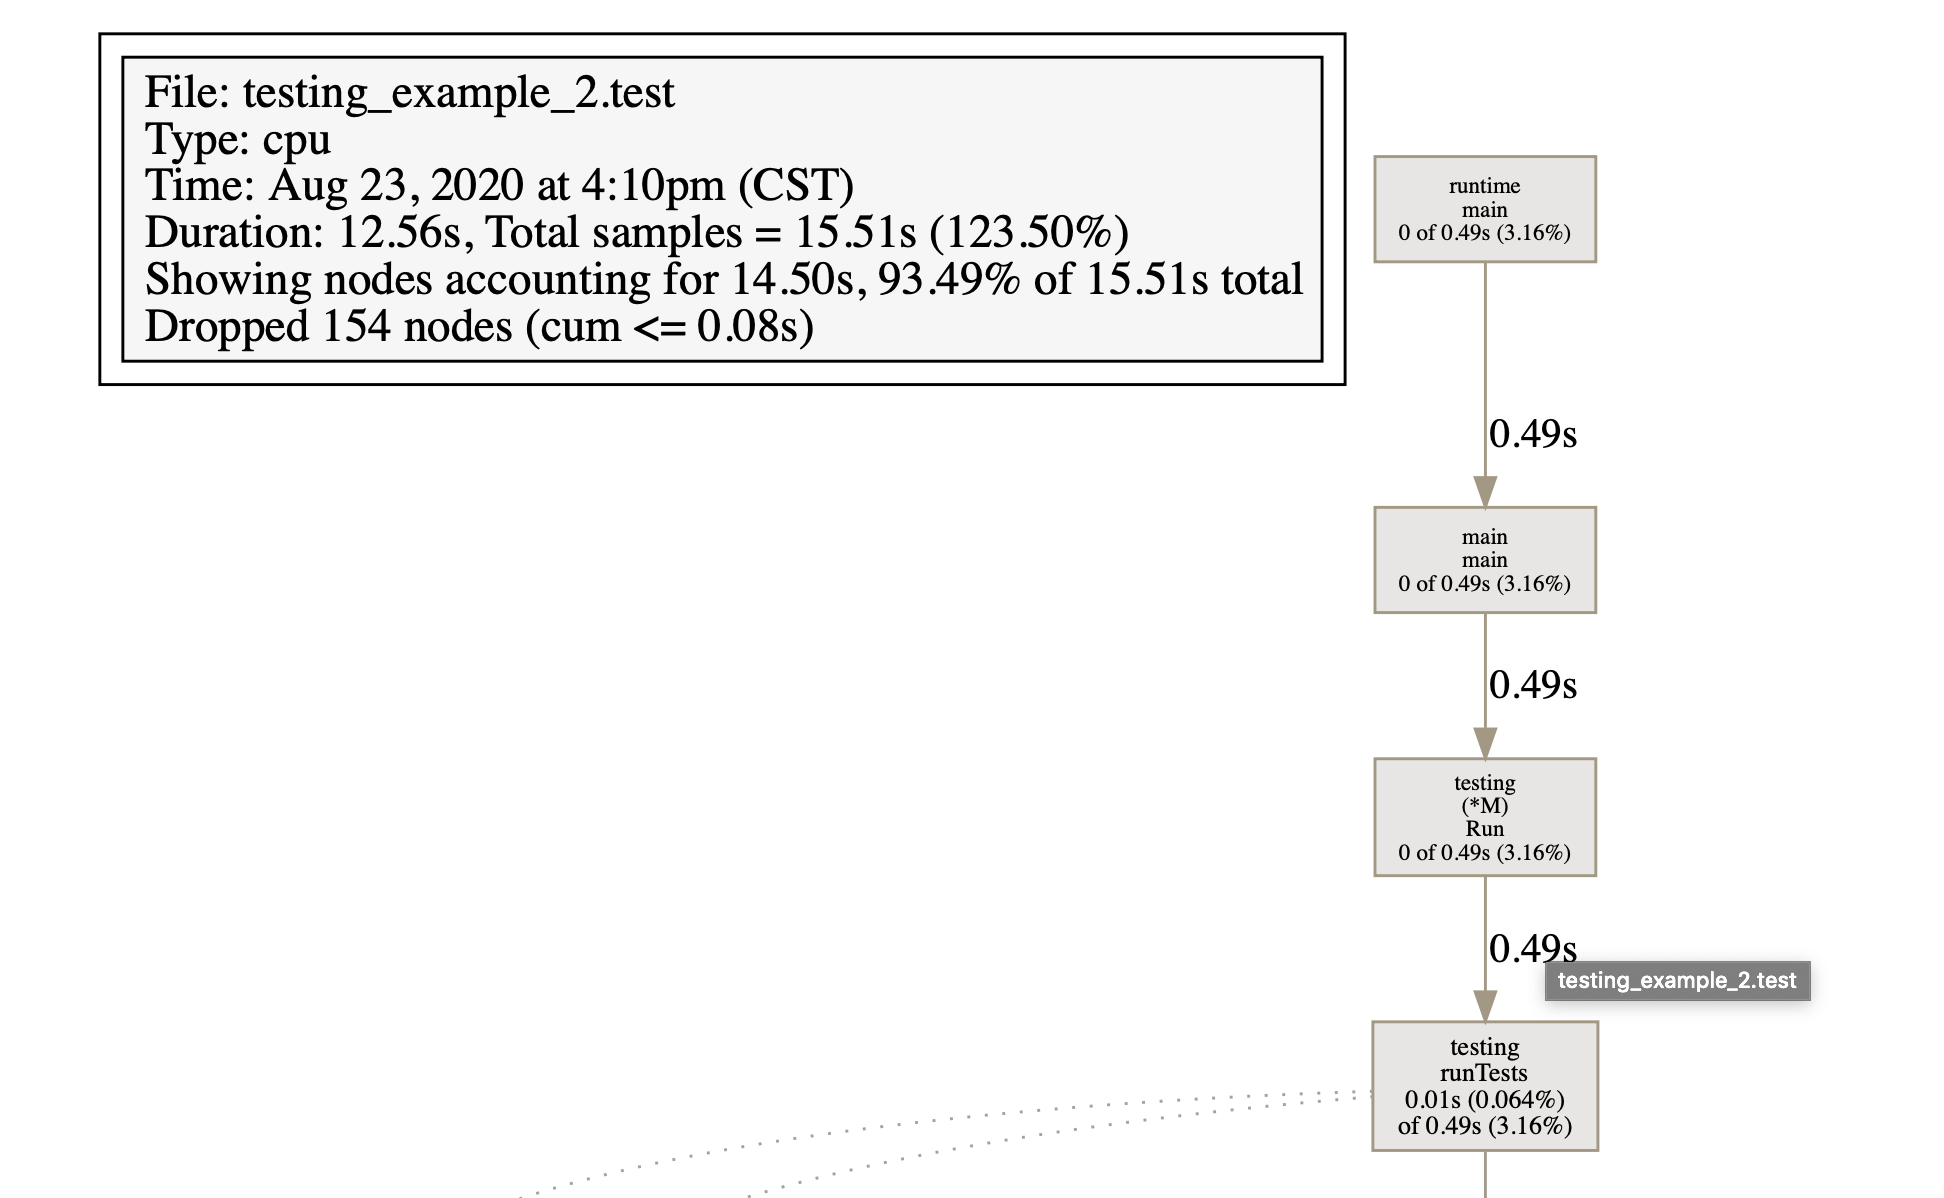 File: testing_example_2.test
Type: cpu
Time: Aug 23, 2020 at 4:10pm (CST)
Duration: 12.56s, Total samples = 15.51s (123.50%)
Showing nodes accounting for 14.50s, 93.49% of 15.51s total
Dropped 154 nodes (cum <= 0.08s)
runtime
main
0 of 0.49s (3.16%)
0.49s
main
main
0 of 0.49s (3.16%)
0.49s
testing
(*M)
Run
0 of 0.49s (3.16%)
0.49s
testing_example_2.test
testing
runTests
0.01s (0.064%)
of 0.49s (3.16%)